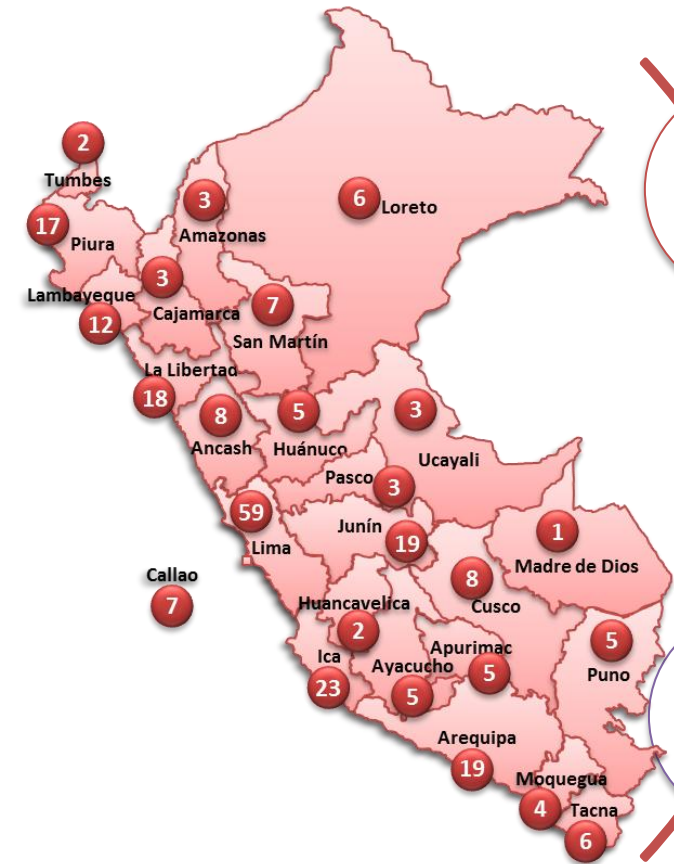 2
Tumbes
3
Amazonas
6
Loreto
17
Piura
3
Cajamarca
Lambayeque
12
7
San Martín
La Libertad
18
8
Ancash
5
Huánuco
3
Ucayali
Pasco
3
59
Lima
Junín
19
1
Madre de Dios
Callao
7
8
Cusco
Huancavelica
2
5
Puno
Ica
23
Ayacucho
5
Apurimac
5
Arequipa
19
Moquegua
4
Tacna
6